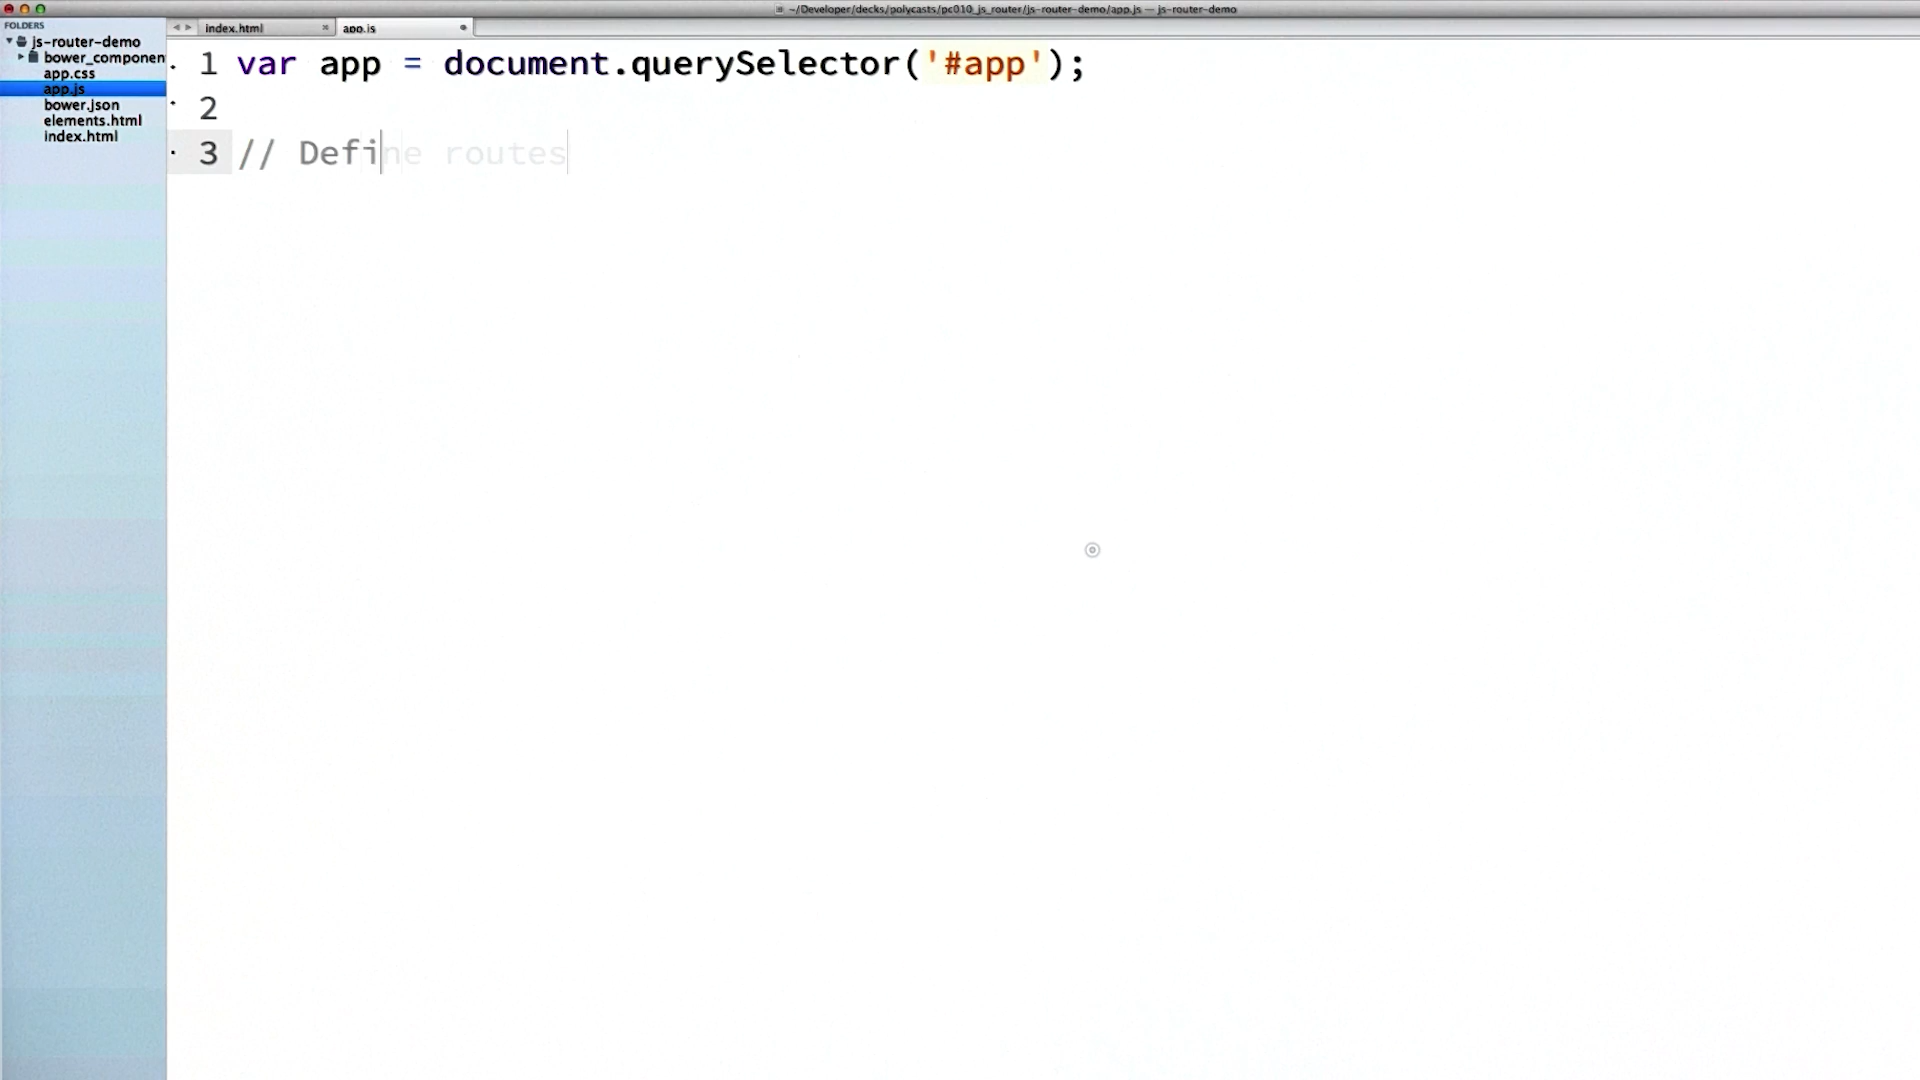 ~/Developer/decks/polycasts/pc010_js_router/js-router-demo/app.js — js-router-demo
FOLDERS
js-router-demo
bower_componen
app.css
app.js
bower.json
elements.html
index.html
index.html
app.js
1 var app = document.querySelector('#app');
2
3 // Define routes